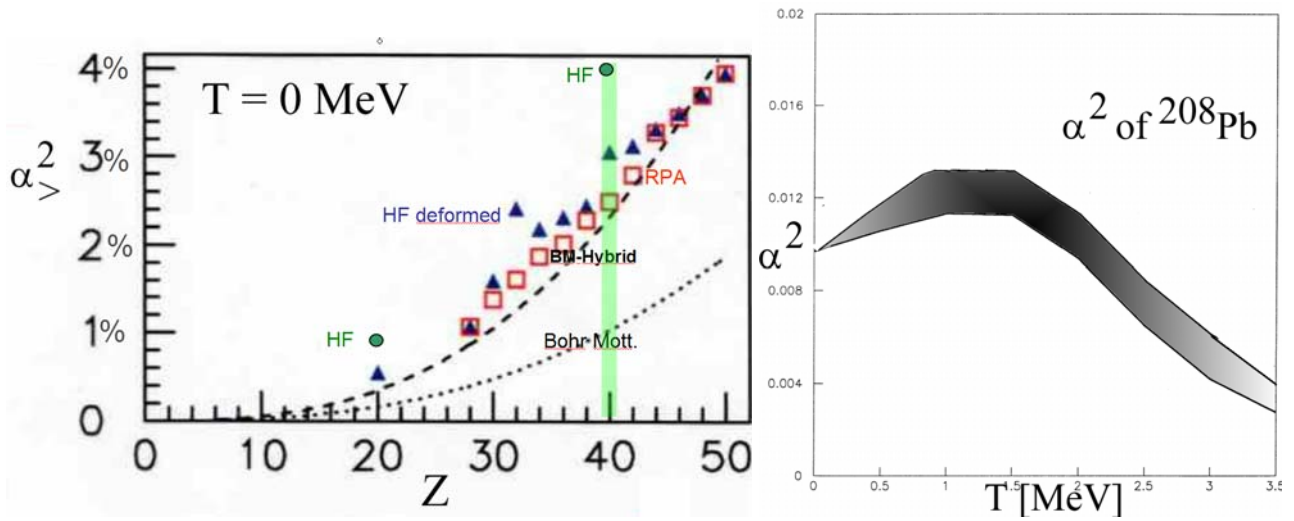 4%
3%
2%
1%
0
α>²
T = 0 MeV
HF
HF
HF deformed
RPA
BM-Hybrid
Bohr Mott.
0 10 20 30 40 50
Z
0.02
0.016
0.012
0.008
0.004
0
α²
α² of ²⁰⁸Pb
0 0.5 1 1.5 2 2.5 3 3.5
T [MeV]